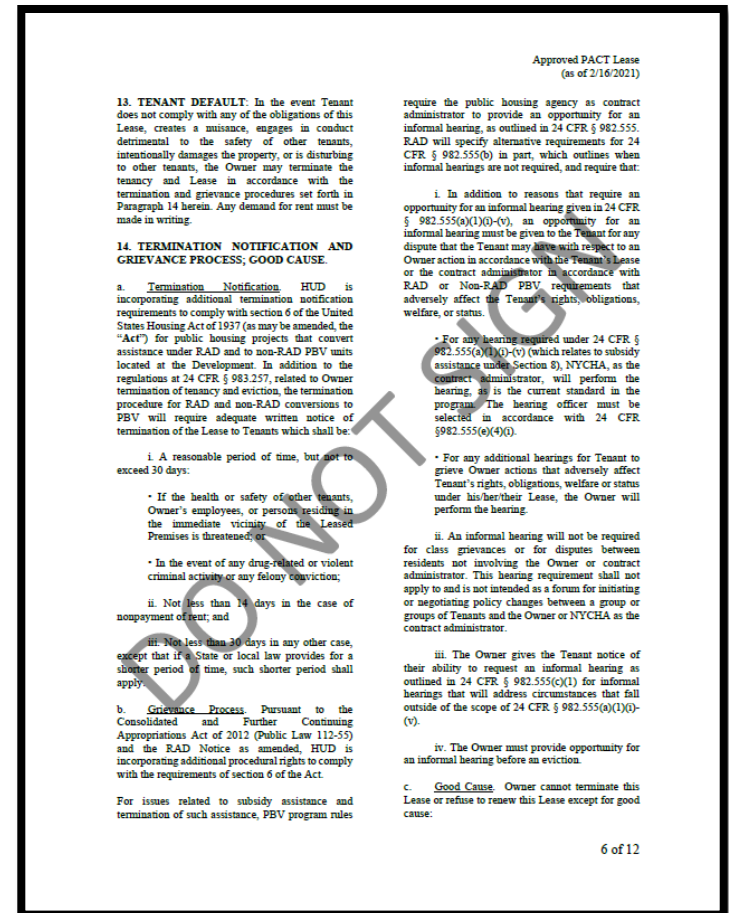 Approved PACT Lease
(as of 2/16/2021)
13. TENANT DEFAULT: In the event Tenant
does not comply with any of the obligations of this
Lease, creates a nuisance, engages in conduct
detrimental to the safety of other tenants,
intentionally damages the property, or is disturbing
to other tenants, the Owner may terminate the
tenancy and Lease in accordance with the
termination and grievance procedures set forth in
Paragraph 14 herein. Any demand for rent must be
made in writing.
14. TERMINATION NOTIFICATION AND
GRIEVANCE PROCESS; GOOD CAUSE.
a. Termination Notification. HUD is
incorporating additional termination notification
requirements to comply with section 6 of the United
States Housing Act of 1937 (as may be amended, the
“Act”) for public housing projects that convert
assistance under RAD and to non-RAD PBV units
located at the Development. In addition to the
regulations at 24 CFR § 983.257, related to Owner
termination of tenancy and eviction, the termination
procedure for RAD and non-RAD conversions to
PBV will require adequate written notice of
termination of the Lease to Tenants which shall be:
i. A reasonable period of time, but not to
exceed 30 days:
• If the health or safety of other tenants,
Owner’s employees, or persons residing in
the immediate vicinity of the Leased
Premises is threatened; or
• In the event of any drug-related or violent
criminal activity or any felony conviction;
ii. Not less than 14 days in the case of
nonpayment of rent; and
iii. Not less than 30 days in any other case,
except that if a State or local law provides for a
shorter period of time, such shorter period shall
apply.
b. Grievance Process. Pursuant to the
Consolidated and Further Continuing
Appropriations Act of 2012 (Public Law 112-55)
and the RAD Notice as amended, HUD is
incorporating additional procedural rights to comply
with the requirements of section 6 of the Act.
For issues related to subsidy assistance and
termination of such assistance, PBV program rules
require the public housing agency as contract
administrator to provide an opportunity for an
informal hearing, as outlined in 24 CFR § 982.555.
RAD will specify alternative requirements for 24
CFR § 982.555(b) in part, which outlines when
informal hearings are not required, and require that:
i. In addition to reasons that require an
opportunity for an informal hearing given in 24 CFR
§ 982.555(a)(1)(i)-(v), an opportunity for an
informal hearing must be given to the Tenant for any
dispute that the Tenant may have with respect to an
Owner action in accordance with the Tenant’s Lease
or the contract administrator in accordance with
RAD or Non-RAD PBV requirements that
adversely affect the Tenant’s rights, obligations,
welfare, or status.
• For any hearing required under 24 CFR §
982.555(a)(1)(i)-(v) (which relates to subsidy
assistance under Section 8), NYCHA, as the
contract administrator, will perform the
hearing, as is the current standard in the
program. The hearing officer must be
selected in accordance with 24 CFR
§982.555(e)(4)(i).
• For any additional hearings for Tenant to
grieve Owner actions that adversely affect
Tenant’s rights, obligations, welfare or status
under his/her/their Lease, the Owner will
perform the hearing.
ii. An informal hearing will not be required
for class grievances or for disputes between
residents not involving the Owner or contract
administrator. This hearing requirement shall not
apply to and is not intended as a forum for initiating
or negotiating policy changes between a group or
groups of Tenants and the Owner or NYCHA as the
contract administrator.
iii. The Owner gives the Tenant notice of
their ability to request an informal hearing as
outlined in 24 CFR § 982.555(c)(1) for informal
hearings that will address circumstances that fall
outside of the scope of 24 CFR § 982.555(a)(1)(i)-
(v).
iv. The Owner must provide opportunity for
an informal hearing before an eviction.
c. Good Cause. Owner cannot terminate this
Lease or refuse to renew this Lease except for good
cause:
6 of 12
DO NOT SIGN